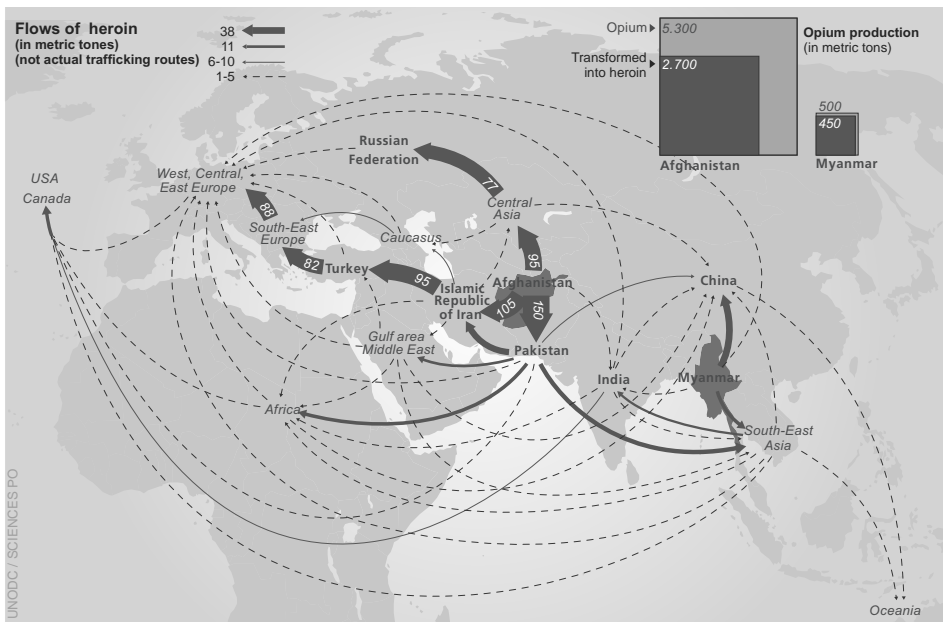 Flows of heroin
(in metric tones)
(not actual trafficking routes)
38
11
6-10
1-5
Opium
5.300
Transformed
into heroin
2.700
Afghanistan
Opium production
(in metric tons)
500
450
Myanmar
Russian
Federation
77
USA
Canada
West, Central,
East Europe
88
South-East
Europe
82
Turkey
Caucasus
95
Central
Asia
95
Afghanistan
Islamic
Republic
of Iran
105
150
China
Gulf area
Middle East
Pakistan
India
Myanmar
Africa
South-East
Asia
Oceania
UNODC / SCIENCES PO